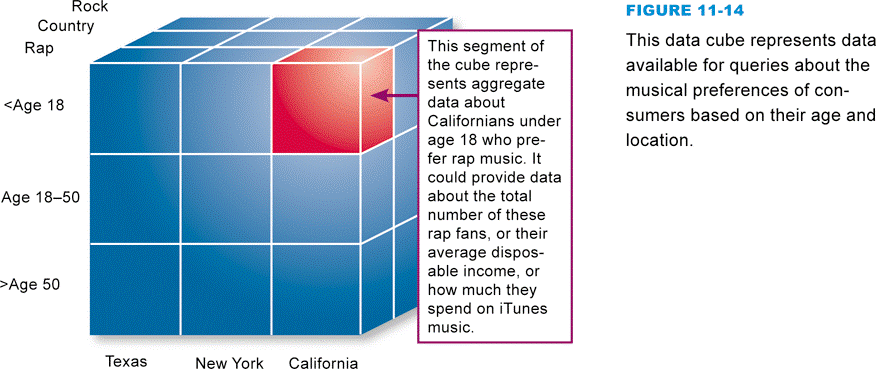 Rock
Country
Rap
<Age 18
Age 18–50
>Age 50
Texas
New York
California
This segment of
the cube repre-
sents aggregate
data about
Californians under
age 18 who pre-
fer rap music. It
could provide data
about the total
number of these
rap fans, or their
average dispos-
able income, or
how much they
spend on iTunes
music.
FIGURE 11-14
This data cube represents data
available for queries about the
musical preferences of con-
sumers based on their age and
location.